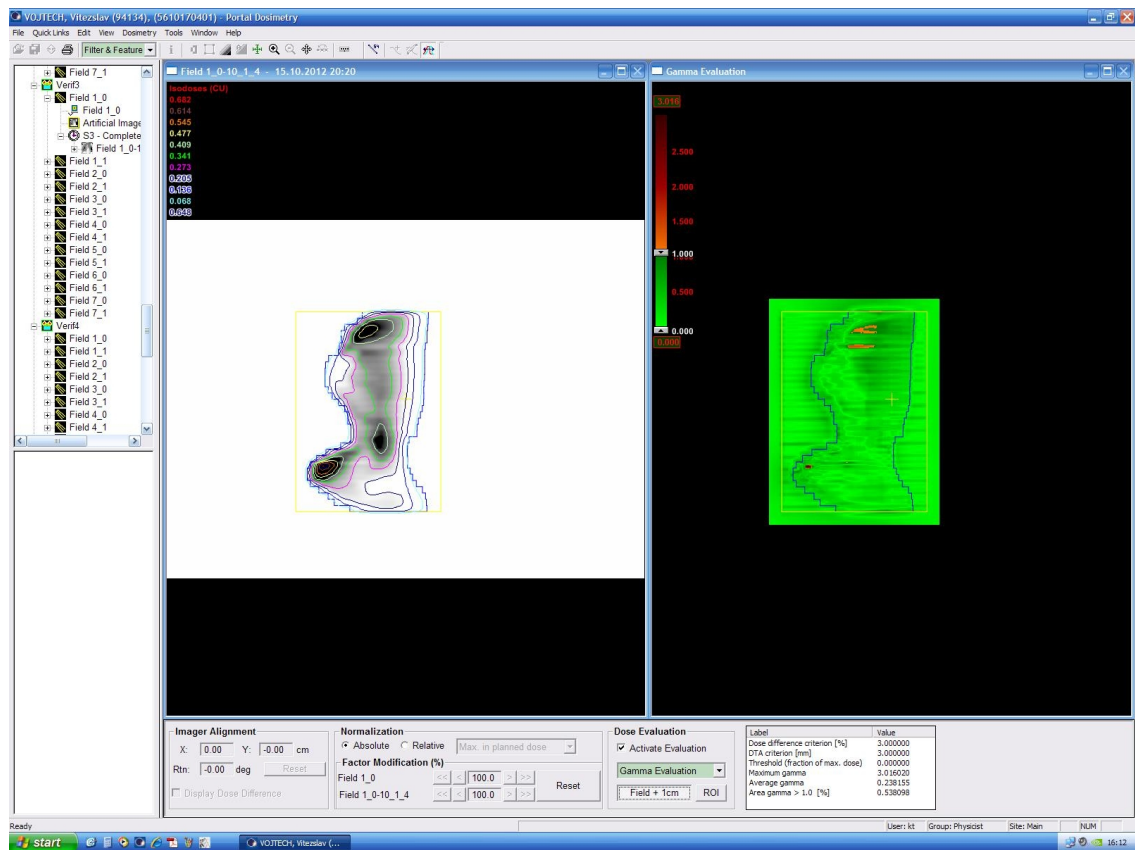 VOJTECH, Vitezslav (94134), (5610170401) - Portal Dosimetry
File QuickLinks Edit View Dosimetry Tools Window Help
Filter & Feature
Field 7_1
Verif3
Field 1_0
Field 1_0
Artificial Image
S3 - Complete
Field 1_0-1
Field 1_1
Field 2_0
Field 2_1
Field 3_0
Field 3_1
Field 4_0
Field 4_1
Field 5_0
Field 5_1
Field 6_0
Field 6_1
Field 7_0
Field 7_1
Verif4
Field 1_0
Field 1_1
Field 2_0
Field 2_1
Field 3_0
Field 3_1
Field 4_0
Field 4_1
Field 1_0-10_1_4 - 15.10.2012 20:20
Isodoses (CU)
0.682
0.614
0.545
0.477
0.409
0.341
0.273
0.205
0.136
0.068
Gamma Evaluation
3.016
2.500
2.000
1.500
1.000
0.500
0.000
0.000
Imager Alignment
X: 0.00 Y: -0.00 cm
Rtn: -0.00 deg Reset
Display Dose Difference
Normalization
Absolute Relative Max. in planned dose
Factor Modification (%)
Field 1_0 << < 100.0 > >>
Field 1_0-10_1_4 << < 100.0 > >>
Reset
Dose Evaluation
Activate Evaluation
Gamma Evaluation
Field + 1cm ROI
Label Value
Dose difference criterion [%] 3.000000
DTA criterion [mm] 3.000000
Threshold (fraction of max. dose) 0.000000
Maximum gamma 3.016020
Average gamma 0.238155
Area gamma > 1.0 [%] 0.538098
Ready
User: kt Group: Physicist Site: Main NUM
start
VOJTECH, Vitezslav (...
16:12